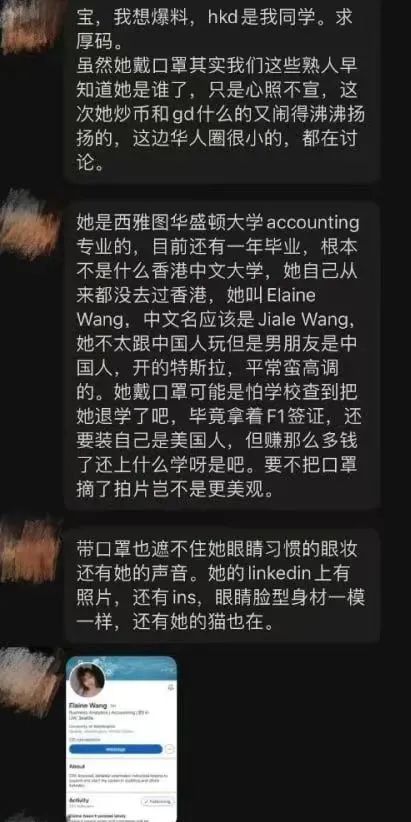 宝，我想爆料，hkd是我同学。求
厚码。
虽然她戴口罩其实我们这些熟人早
知道她是谁了，只是心照不宣，这
次她炒币和gd什么的又闹得沸沸扬
扬的，这边华人圈很小的，都在讨
论。
她是西雅图华盛顿大学accounting
专业的，目前还有一年毕业，根本
不是什么香港中文大学，她自己从
来都没去过香港，她叫Elaine
Wang，中文名应该是Jiale Wang，
她不太跟中国人玩但是男朋友是中
国人，开的特斯拉，平常蛮高调
的。她戴口罩可能是怕学校查到把
她退学了吧，毕竟拿着F1签证，还
要装自己是美国人，但赚那么多钱
了还上什么学呀是吧。要不把口罩
摘了拍片岂不是更美观。
带口罩也遮不住她眼睛习惯的眼妆
还有她的声音。她的linkedin上有
照片，还有ins，眼睛脸型身材一模
一样，还有她的猫也在。
Elaine Wang
Business Analytics | Accounting
UW, Seattle
University of Washington
Message
About
Activity
Following